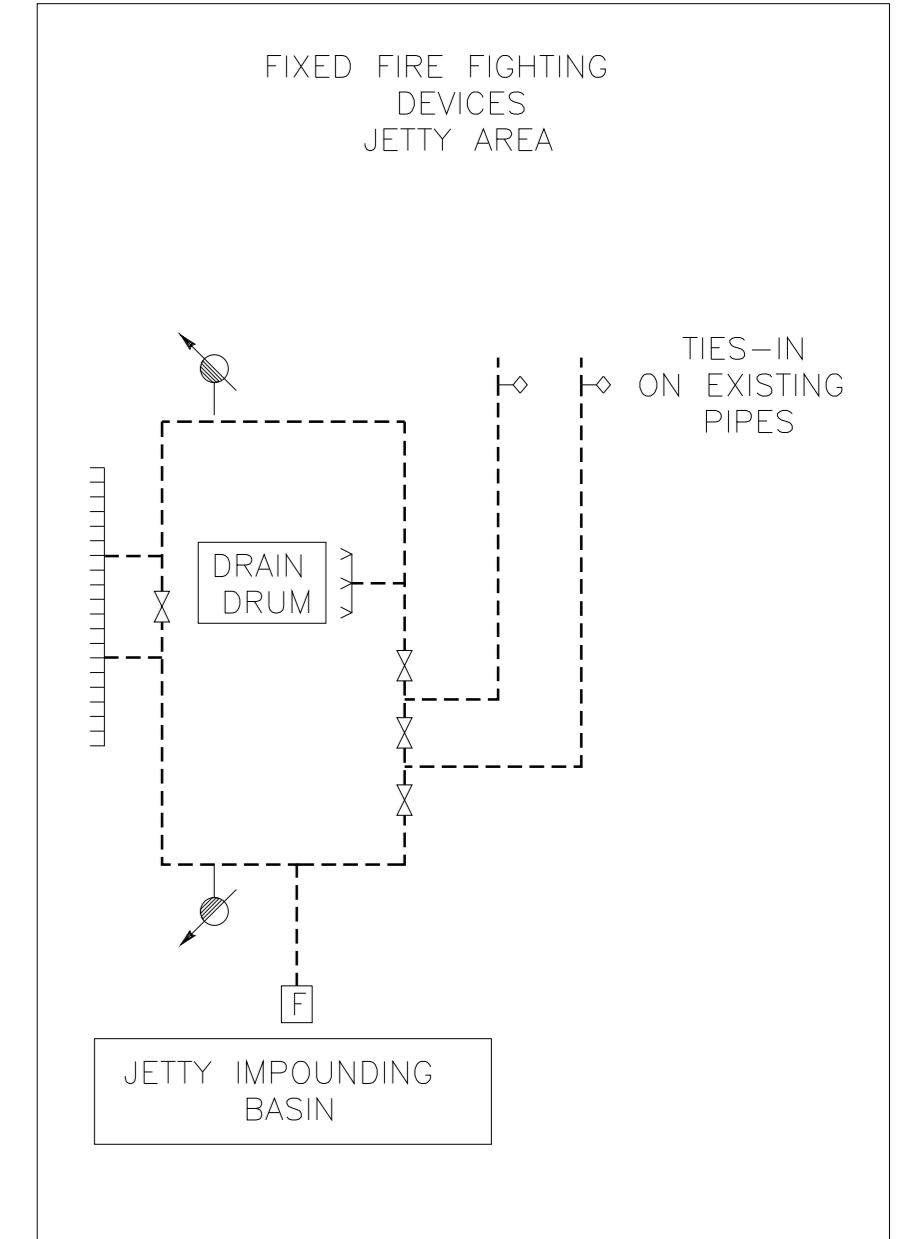 FIXED FIRE FIGHTING
DEVICES
JETTY AREA
TIES-IN
ON EXISTING
PIPES
DRAIN
DRUM
F
JETTY IMPOUNDING
BASIN